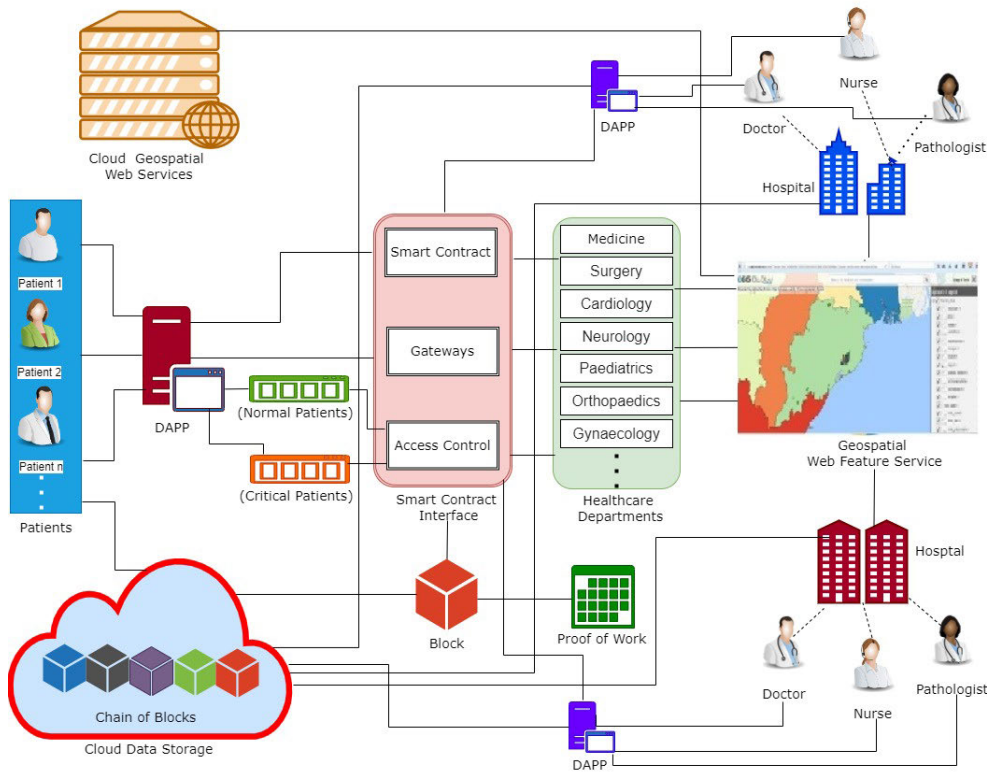 Cloud Geospatial
Web Services
DAPP
Nurse
Doctor
Pathologist
Hospital
Patient 1
Patient 2
Patient n
Patients
DAPP
(Normal Patients)
(Critical Patients)
Smart Contract
Gateways
Access Control
Smart Contract
Interface
Medicine
Surgery
Cardiology
Neurology
Paediatrics
Orthopaedics
Gynaecology
Healthcare
Departments
Geospatial
Web Feature Service
Hosptal
Block
Proof of Work
Chain of Blocks
Cloud Data Storage
DAPP
Doctor
Nurse
Pathologist